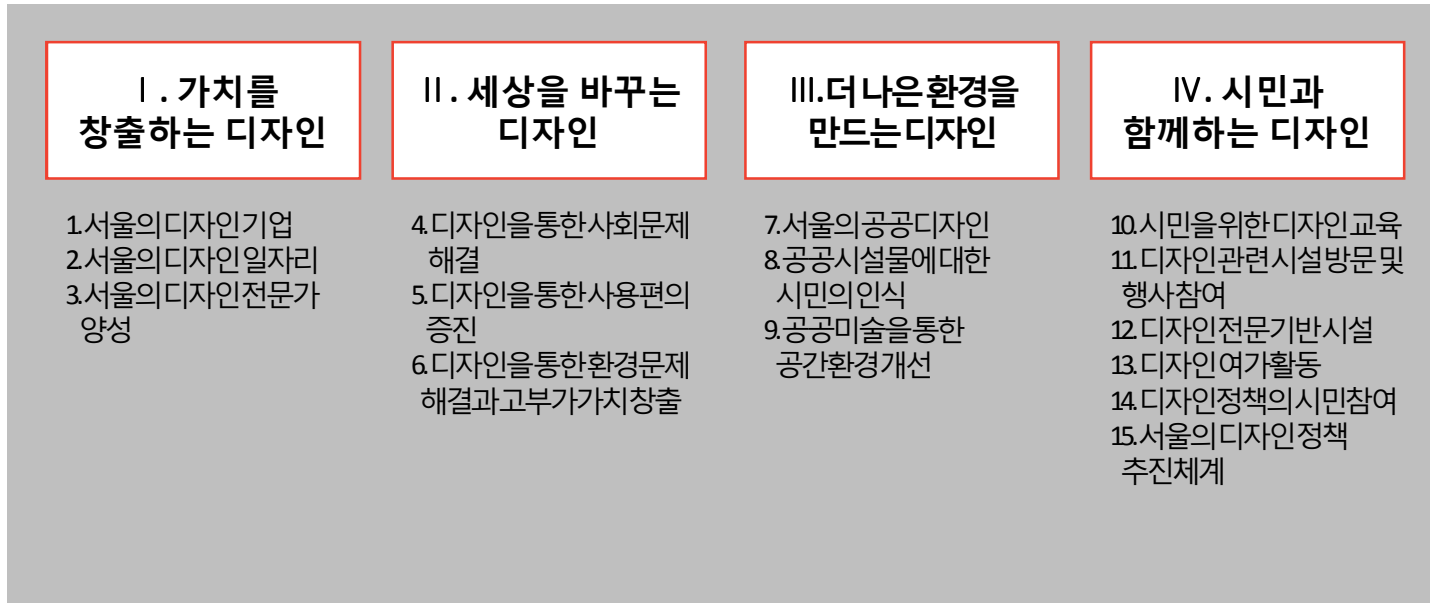 Ⅰ. 가치를
창출하는 디자인
1.서울의 디자인 기업
2.서울의 디자인 일자리
3.서울의 디자인 전문가
양성
Ⅱ. 세상을 바꾸는
디자인
4.디자인을 통한 사회문제
해결
5.디자인을 통한 사용편의
증진
6.디자인을 통한 환경문제
해결과 고부가가치 창출
Ⅲ.더 나은 환경을
만드는 디자인
7.서울의 공공디자인
8.공공시설물에 대한
시민의 인식
9.공공미술을 통한
공간환경 개선
Ⅳ. 시민과
함께하는 디자인
10.시민을 위한 디자인 교육
11.디자인 관련 시설 방문 및
행사 참여
12.디자인 전문 기반시설
13.디자인 여가활동
14.디자인정책의 시민참여
15.서울의 디자인정책
추진체계